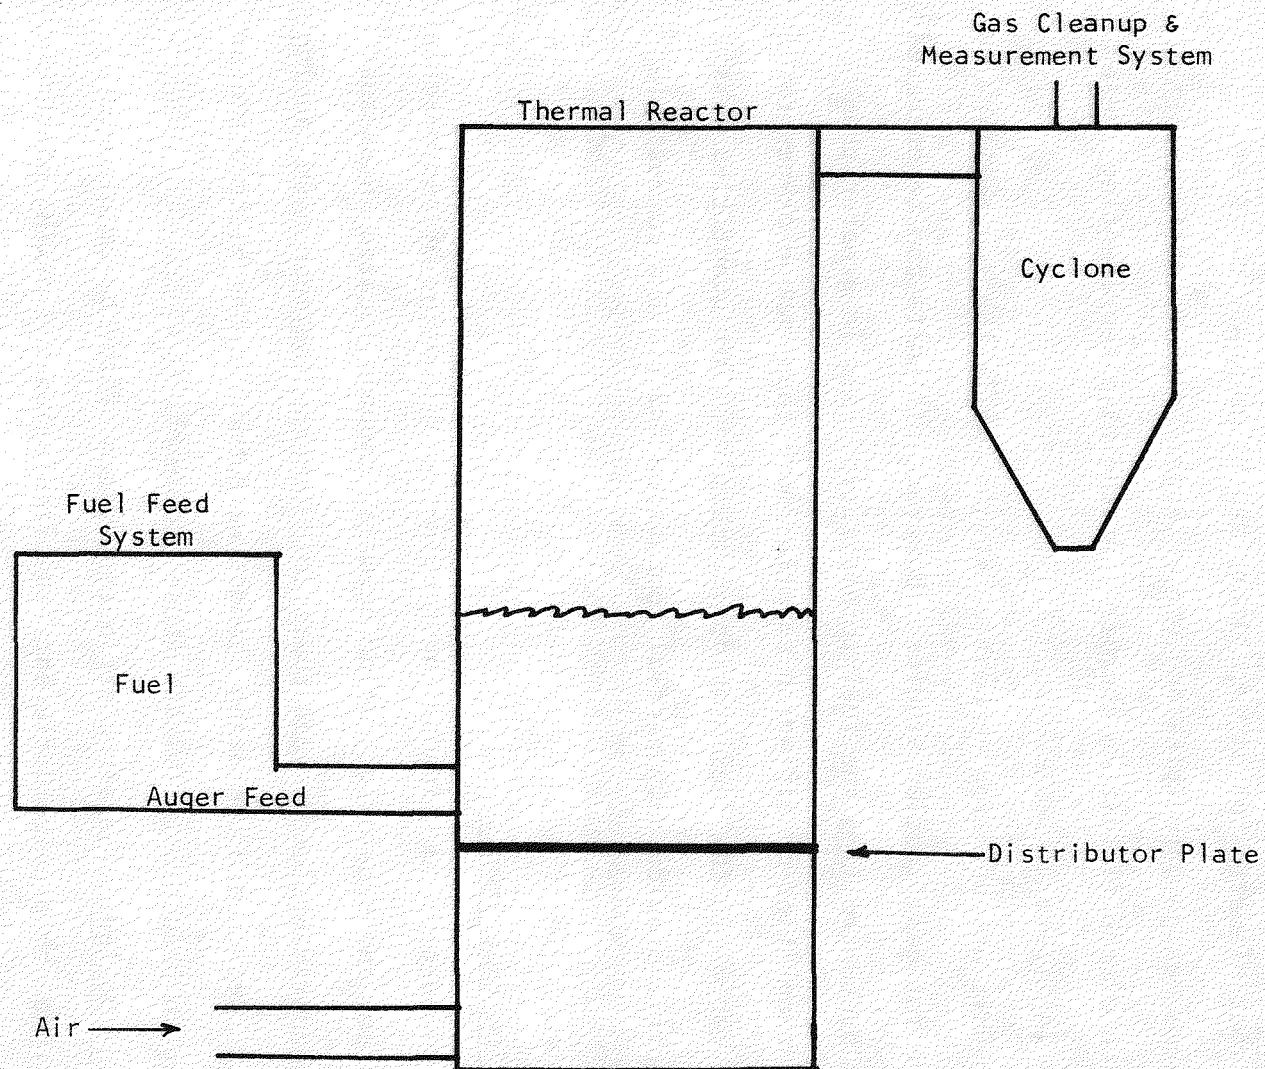 Gas Cleanup &
Measurement System
Thermal Reactor
Cyclone
Fuel Feed
System
Fuel
Auger Feed
Distributor Plate
Air